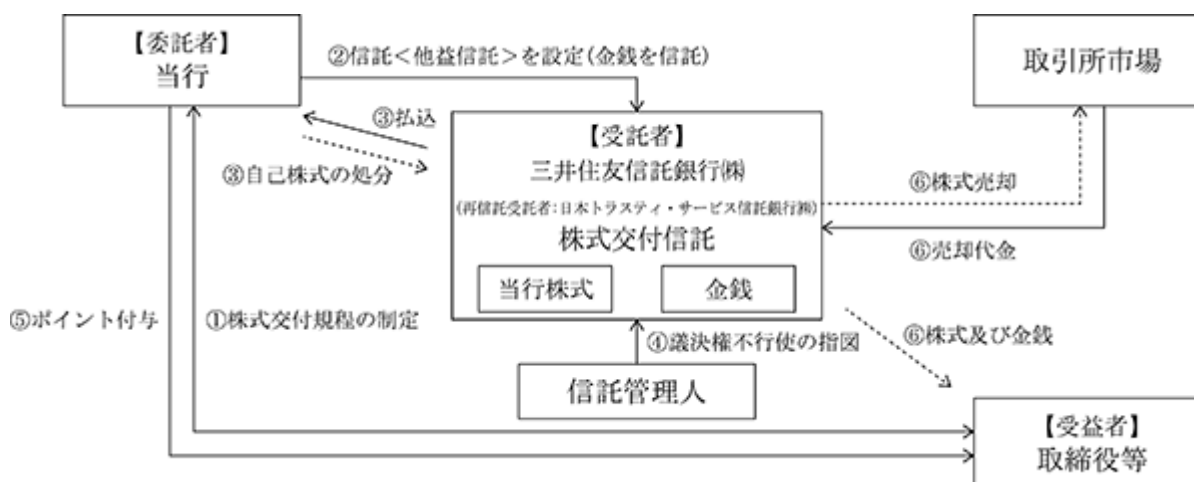 【委託者】
当行
②信託<他益信託>を設定(金銭を信託)
取引所市場
③払込
③自己株式の処分
【受託者】
三井住友信託銀行㈱
(再信託受託者:日本トラスティ・サービス信託銀行㈱)
株式交付信託
当行株式
金銭
⑥株式売却
⑥売却代金
⑤ポイント付与
①株式交付規程の制定
④議決権不行使の指図
⑥株式及び金銭
信託管理人
【受益者】
取締役等